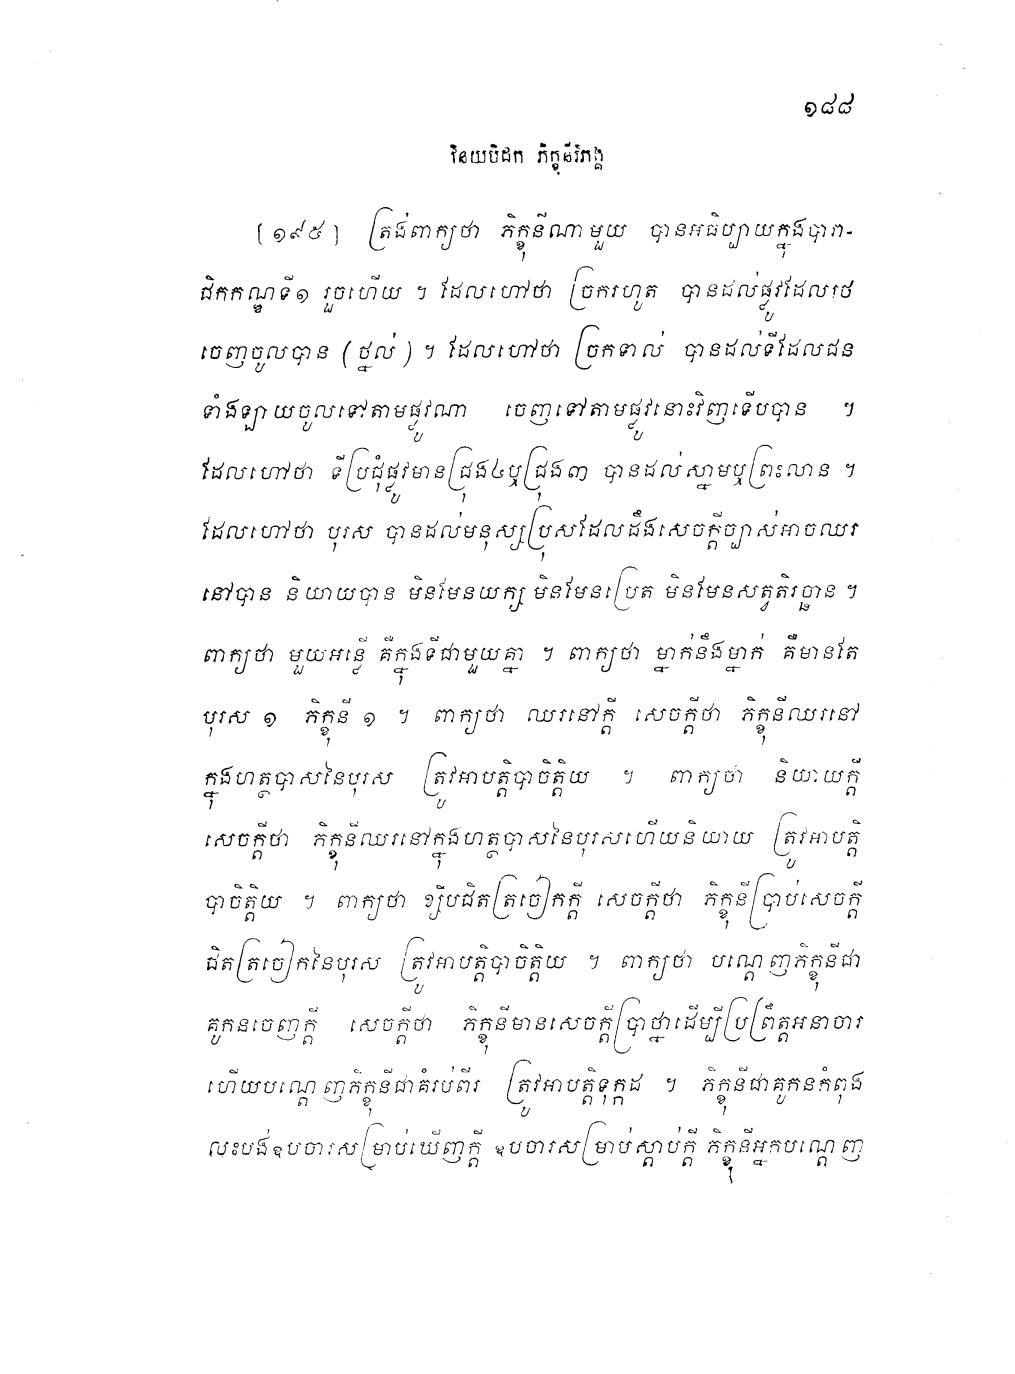 ១៨៨
វិនយបិដក ភិក្ខុនីវិភង្គ
[១៩៥] ត្រង់ពាក្យថា ភិក្ខុនីណាមួយ បានអធិប្បាយក្នុងបារា-
ជិកកណ្ឌទី១ រួចហើយ ។ ដែលហៅថា ច្រករហូត បានដល់ផ្លូវដែលរថ
ចេញចូលបាន (ថ្នល់) ។ ដែលហៅថា ច្រកទាល់ បានដល់ទីដែលជន
ទាំងឡាយចូលទៅតាមផ្លូវណា ចេញទៅតាមផ្លូវនោះវិញទើបបាន ។
ដែលហៅថា ទីប្រជុំផ្លូវមានជ្រុង៤ឬជ្រុង៣ បានដល់ស្នាមឬព្រះលាន ។
ដែលហៅថា បុរស បានដល់មនុស្សប្រុសដែលដឹងសេចក្តីច្បាស់អាចឈរ
នៅបាន និយាយបាន មិនមែនយក្ស មិនមែនប្រេត មិនមែនសត្វតិរច្ឆាន ។
ពាក្យថា មួយអន្លើ គឺក្នុងទីជាមួយគ្នា ។ ពាក្យថា ម្នាក់នឹងម្នាក់ គឺមានតែ
បុរស ១ ភិក្ខុនី ១ ។ ពាក្យថា ឈរនៅក្តី សេចក្តីថា ភិក្ខុនីឈរនៅ
ក្នុងហត្ថបាសនៃបុរស ត្រូវអាបត្តិបាចិត្តិយ ។ ពាក្យថា និយាយក្តី
សេចក្តីថា ភិក្ខុនីឈរនៅក្នុងហត្ថបាសនៃបុរសហើយនិយាយ ត្រូវអាបត្តិ
បាចិត្តិយ ។ ពាក្យថា ខ្សឹបជិតត្រចៀកក្តី សេចក្តីថា ភិក្ខុនីប្រាប់សេចក្តី
ជិតត្រចៀកនៃបុរស ត្រូវអាបត្តិបាចិត្តិយ ។ ពាក្យថា បណ្តេញភិក្ខុនីជា
គូកនចេញក្តី សេចក្តីថា ភិក្ខុនីមានសេចក្តីប្រាថ្នាដើម្បីប្រព្រឹត្តអនាចារ
ហើយបណ្តេញភិក្ខុនីជាគំរប់ពីរ ត្រូវអាបត្តិទុក្កដ ។ ភិក្ខុនីជាគូកនកំពុង
លះបង់ឧបចារសម្រាប់ឃើញក្តី ឧបចារសម្រាប់ស្តាប់ក្តី ភិក្ខុនីអ្នកបណ្តេញ